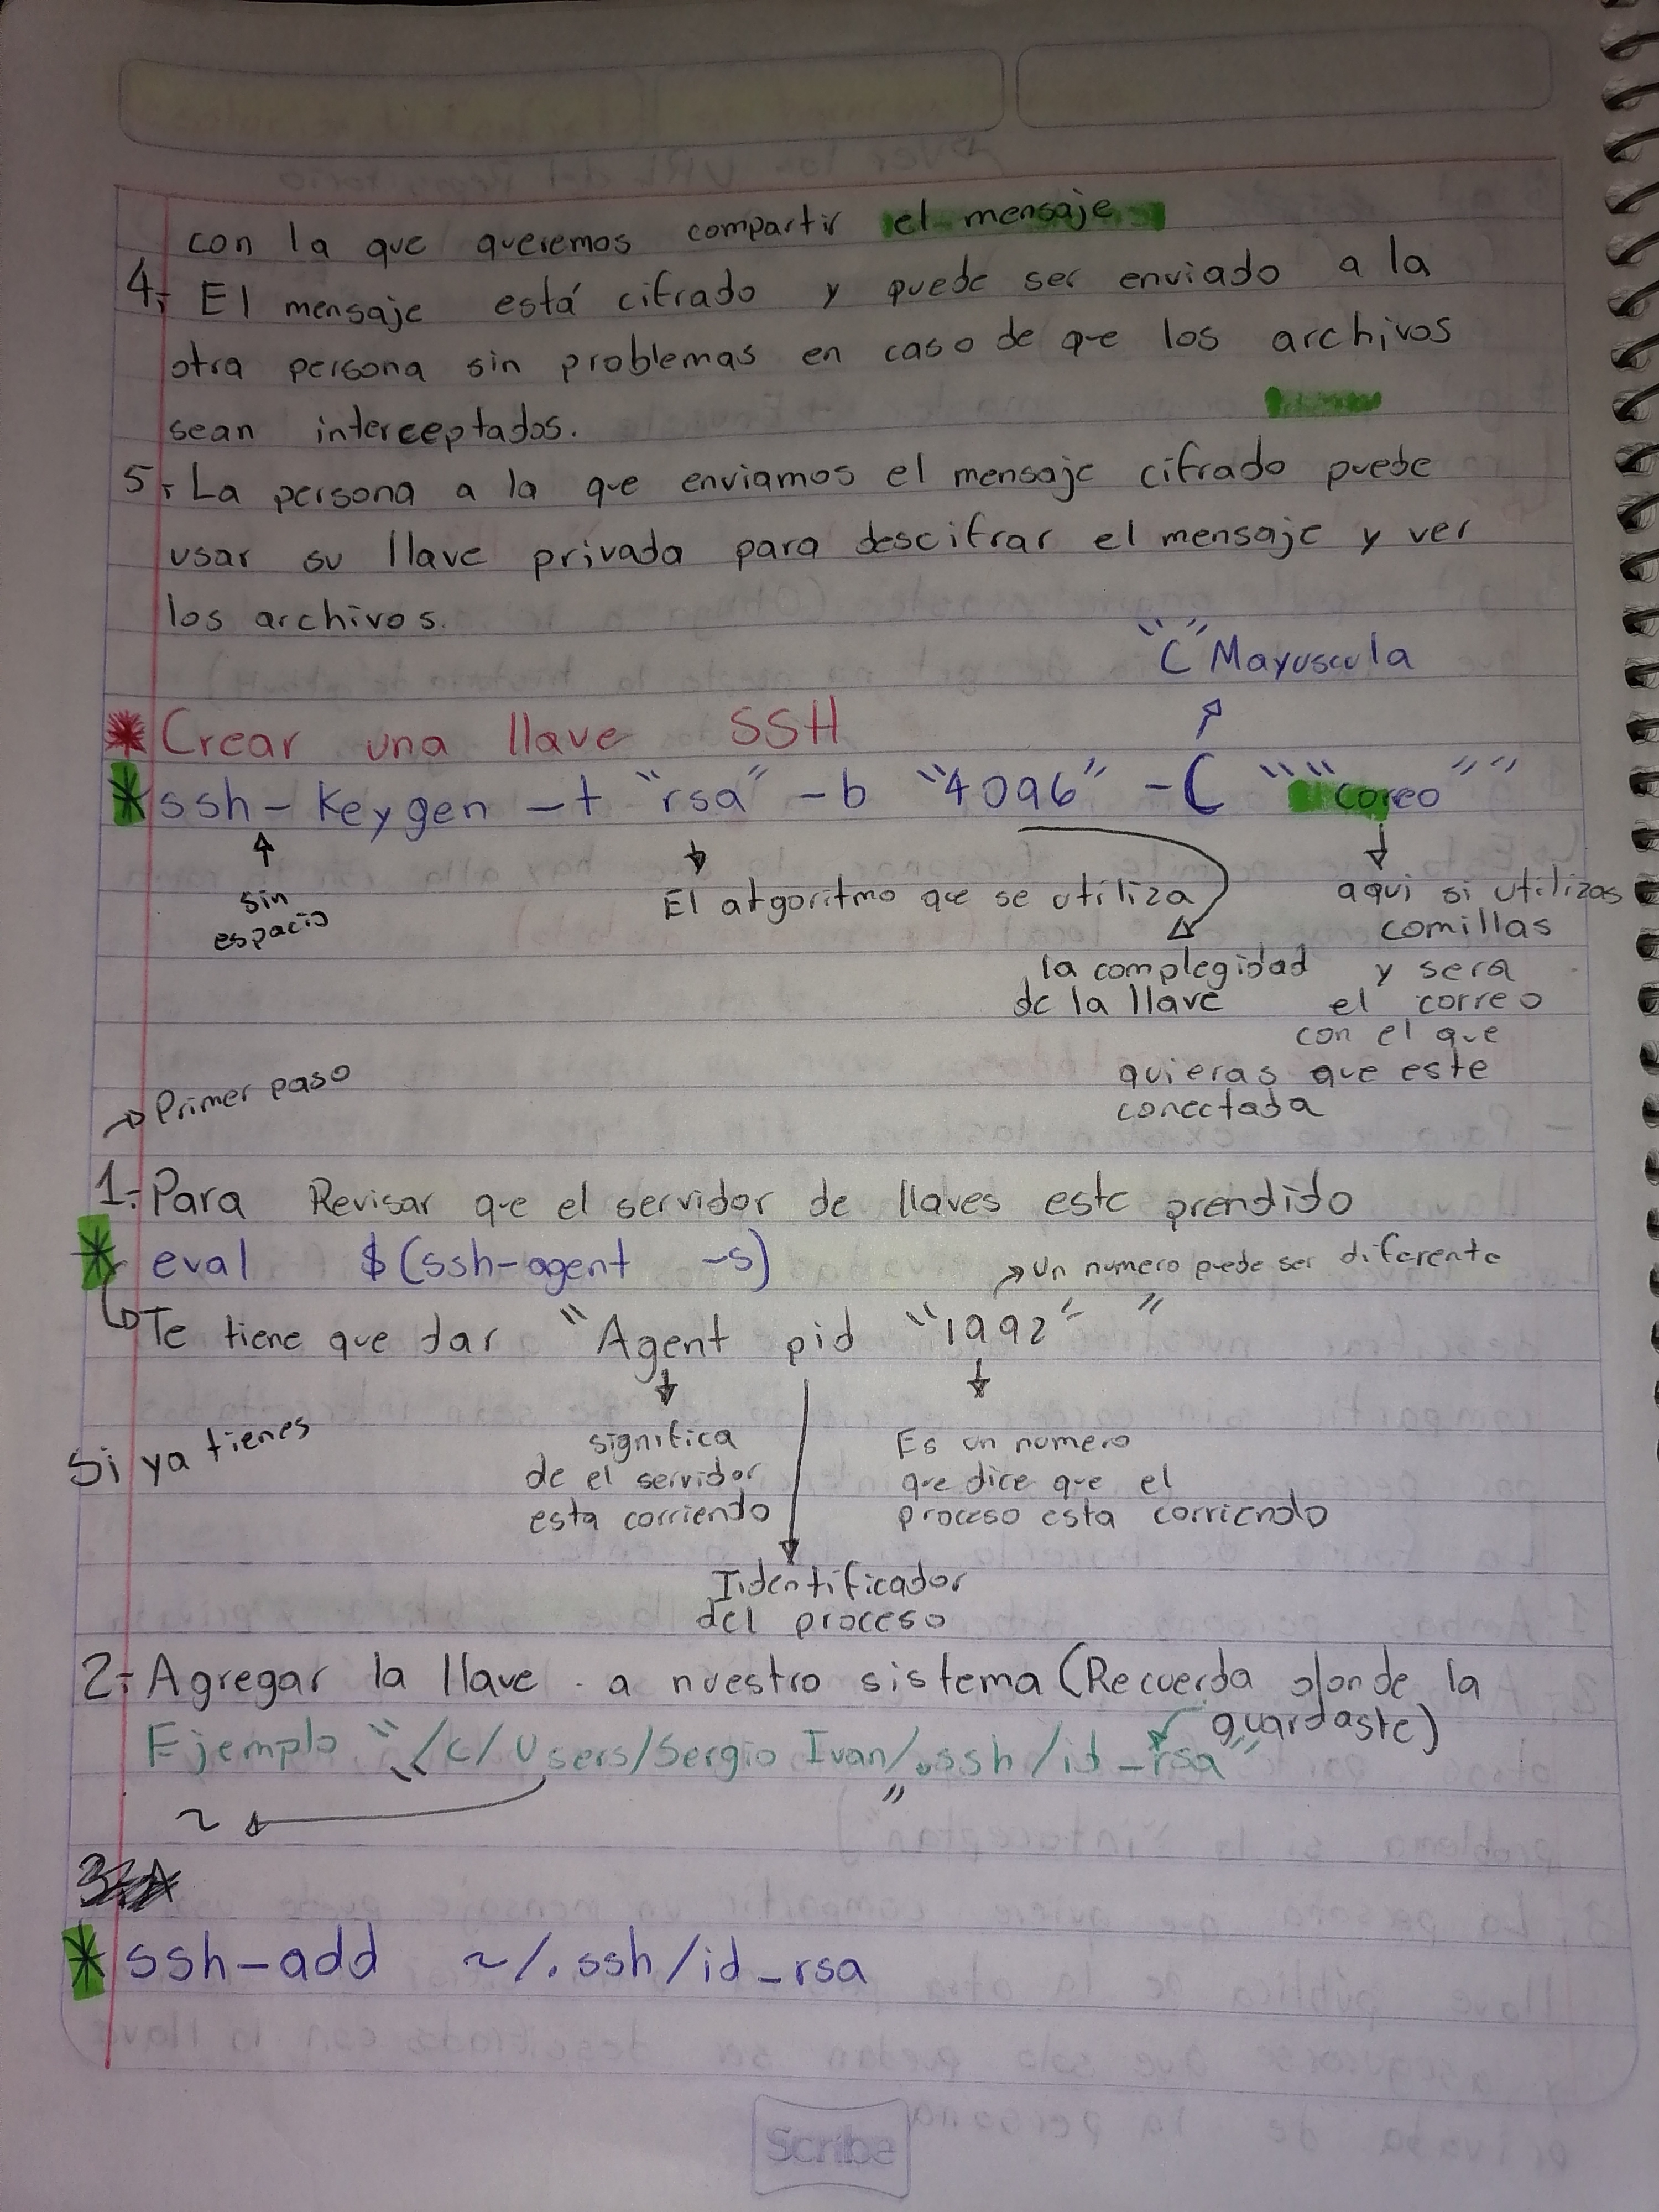 con la que queremos compartir el mensaje
4.- El mensaje está cifrado y puede ser enviado a la
otra persona sin problemas en caso de que los archivos
sean interceptados.
5.- La persona a la que enviamos el mensaje cifrado puede
usar su llave privada para descifrar el mensaje y ver
los archivos.
"C" Mayuscula
* Crear una llave SSH
* ssh-keygen -t "rsa" -b "4096" -C ""correo""
sin
espacio
El algoritmo que se utiliza
la complegidad
de la llave
aqui si utilizas
comillas
y sera
el correo
con el que
quieras que este
conectada
→ Primer paso
1.- Para Revisar que el servidor de llaves este prendido
* eval $(ssh-agent -s)
→ Un numero puede ser diferente
↳ Te tiene que dar "Agent pid "1992" "
Si ya tienes
significa
de el servidor
esta corriendo
Es un numero
que dice que el
proceso esta corriendo
Identificador
del proceso
2.- Agregar la llave a nuestro sistema (Recuerda donde la
guardaste)
Ejemplo "/c/Users/Sergio Ivan/.ssh/id_rsa"
~
* ssh-add ~/.ssh/id_rsa
Scribe